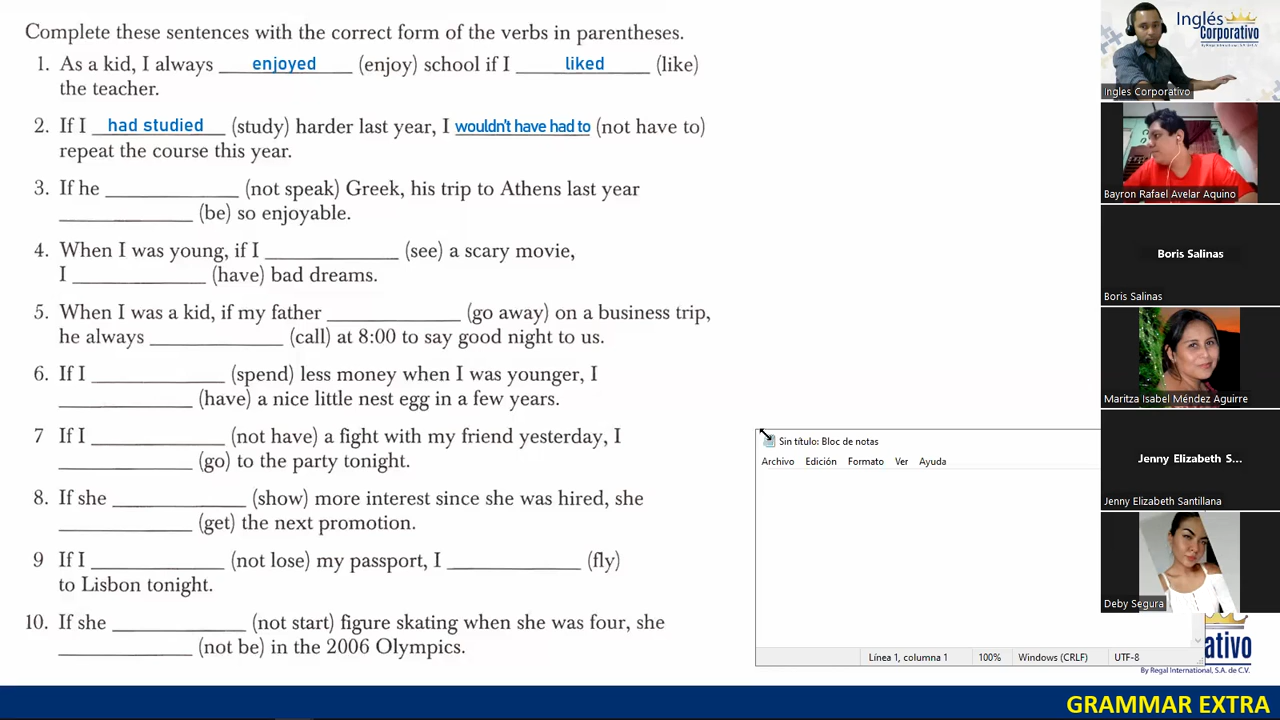 Complete these sentences with the correct form of the verbs in parentheses.
1. As a kid, I always enjoyed (enjoy) school if I liked (like)
the teacher.
2. If I had studied (study) harder last year, I wouldn't have had to (not have to)
repeat the course this year.
3. If he ____________ (not speak) Greek, his trip to Athens last year
____________ (be) so enjoyable.
4. When I was young, if I ____________ (see) a scary movie,
I ____________ (have) bad dreams.
5. When I was a kid, if my father ____________ (go away) on a business trip,
he always ____________ (call) at 8:00 to say good night to us.
6. If I ____________ (spend) less money when I was younger, I
____________ (have) a nice little nest egg in a few years.
7 If I ____________ (not have) a fight with my friend yesterday, I
____________ (go) to the party tonight.
8. If she ____________ (show) more interest since she was hired, she
____________ (get) the next promotion.
9 If I ____________ (not lose) my passport, I ____________ (fly)
to Lisbon tonight.
10. If she ____________ (not start) figure skating when she was four, she
____________ (not be) in the 2006 Olympics.
Sin título: Bloc de notas
Archivo Edición Formato Ver Ayuda
Línea 1, columna 1 100% Windows (CRLF) UTF-8
Inglés
Corporativo
By Regal International, S.A. de C.V.
Ingles Corporativo
Bayron Rafael Avelar Aquino
Boris Salinas
Boris Salinas
Maritza Isabel Méndez Aguirre
Jenny Elizabeth S...
Jenny Elizabeth Santillana
Deby Segura
ativo
By Regal International, S.A. de C.V.
GRAMMAR EXTRA